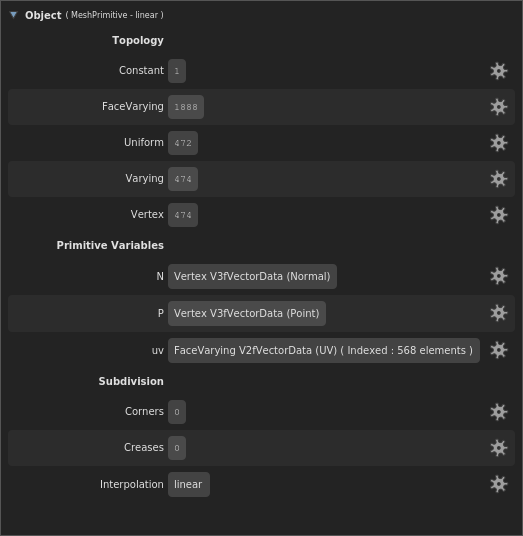 Object ( MeshPrimitive - linear )
Topology
Constant 1
FaceVarying 1888
Uniform 472
Varying 474
Vertex 474
Primitive Variables
N Vertex V3fVectorData (Normal)
P Vertex V3fVectorData (Point)
uv FaceVarying V2fVectorData (UV) ( Indexed : 568 elements )
Subdivision
Corners 0
Creases 0
Interpolation linear